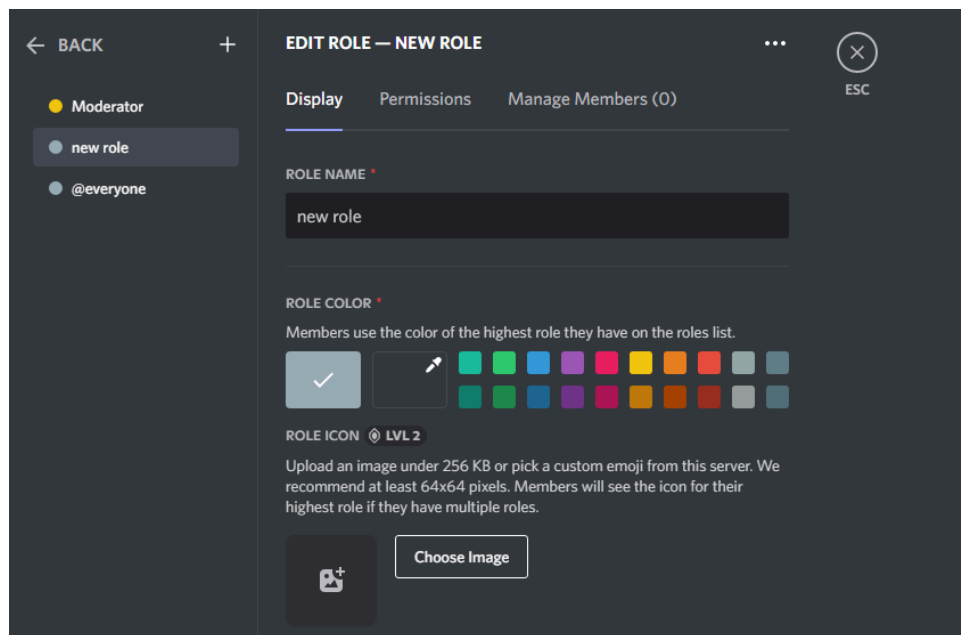 BACK
Moderator
new role
@everyone
EDIT ROLE — NEW ROLE
ESC
Display Permissions Manage Members (0)
ROLE NAME *
new role
ROLE COLOR *
Members use the color of the highest role they have on the roles list.
ROLE ICON LVL 2
Upload an image under 256 KB or pick a custom emoji from this server. We
recommend at least 64x64 pixels. Members will see the icon for their
highest role if they have multiple roles.
Choose Image